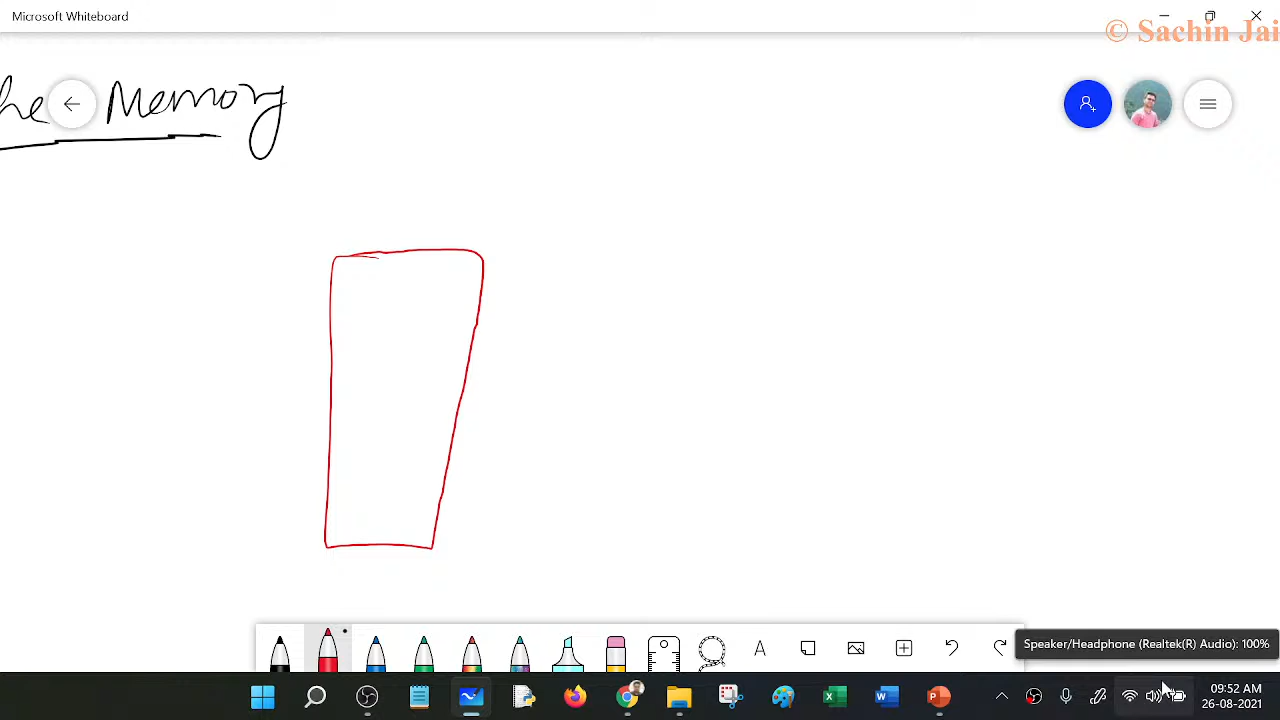 Microsoft Whiteboard
© Sachin Jai
he Memory
A
Speaker/Headphone (Realtek(R) Audio): 100%
09:52 AM
26-08-2021